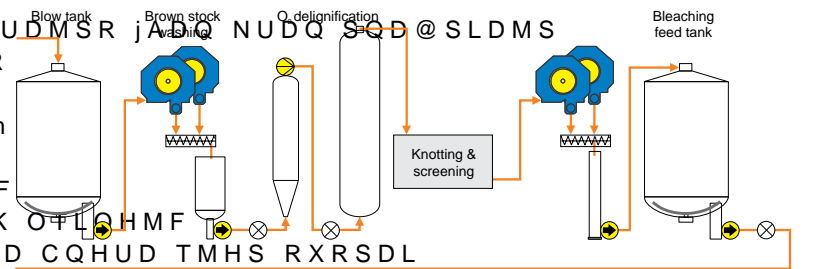 Blow tank
Brown stock
washing
O2 delignification
Bleaching
feed tank
UDMSR jADQ NUDQ SQD@SLDMS
R
n
Knotting &
screening
F
K OTLOHMF
D CQHUD TMHS RXRSDL